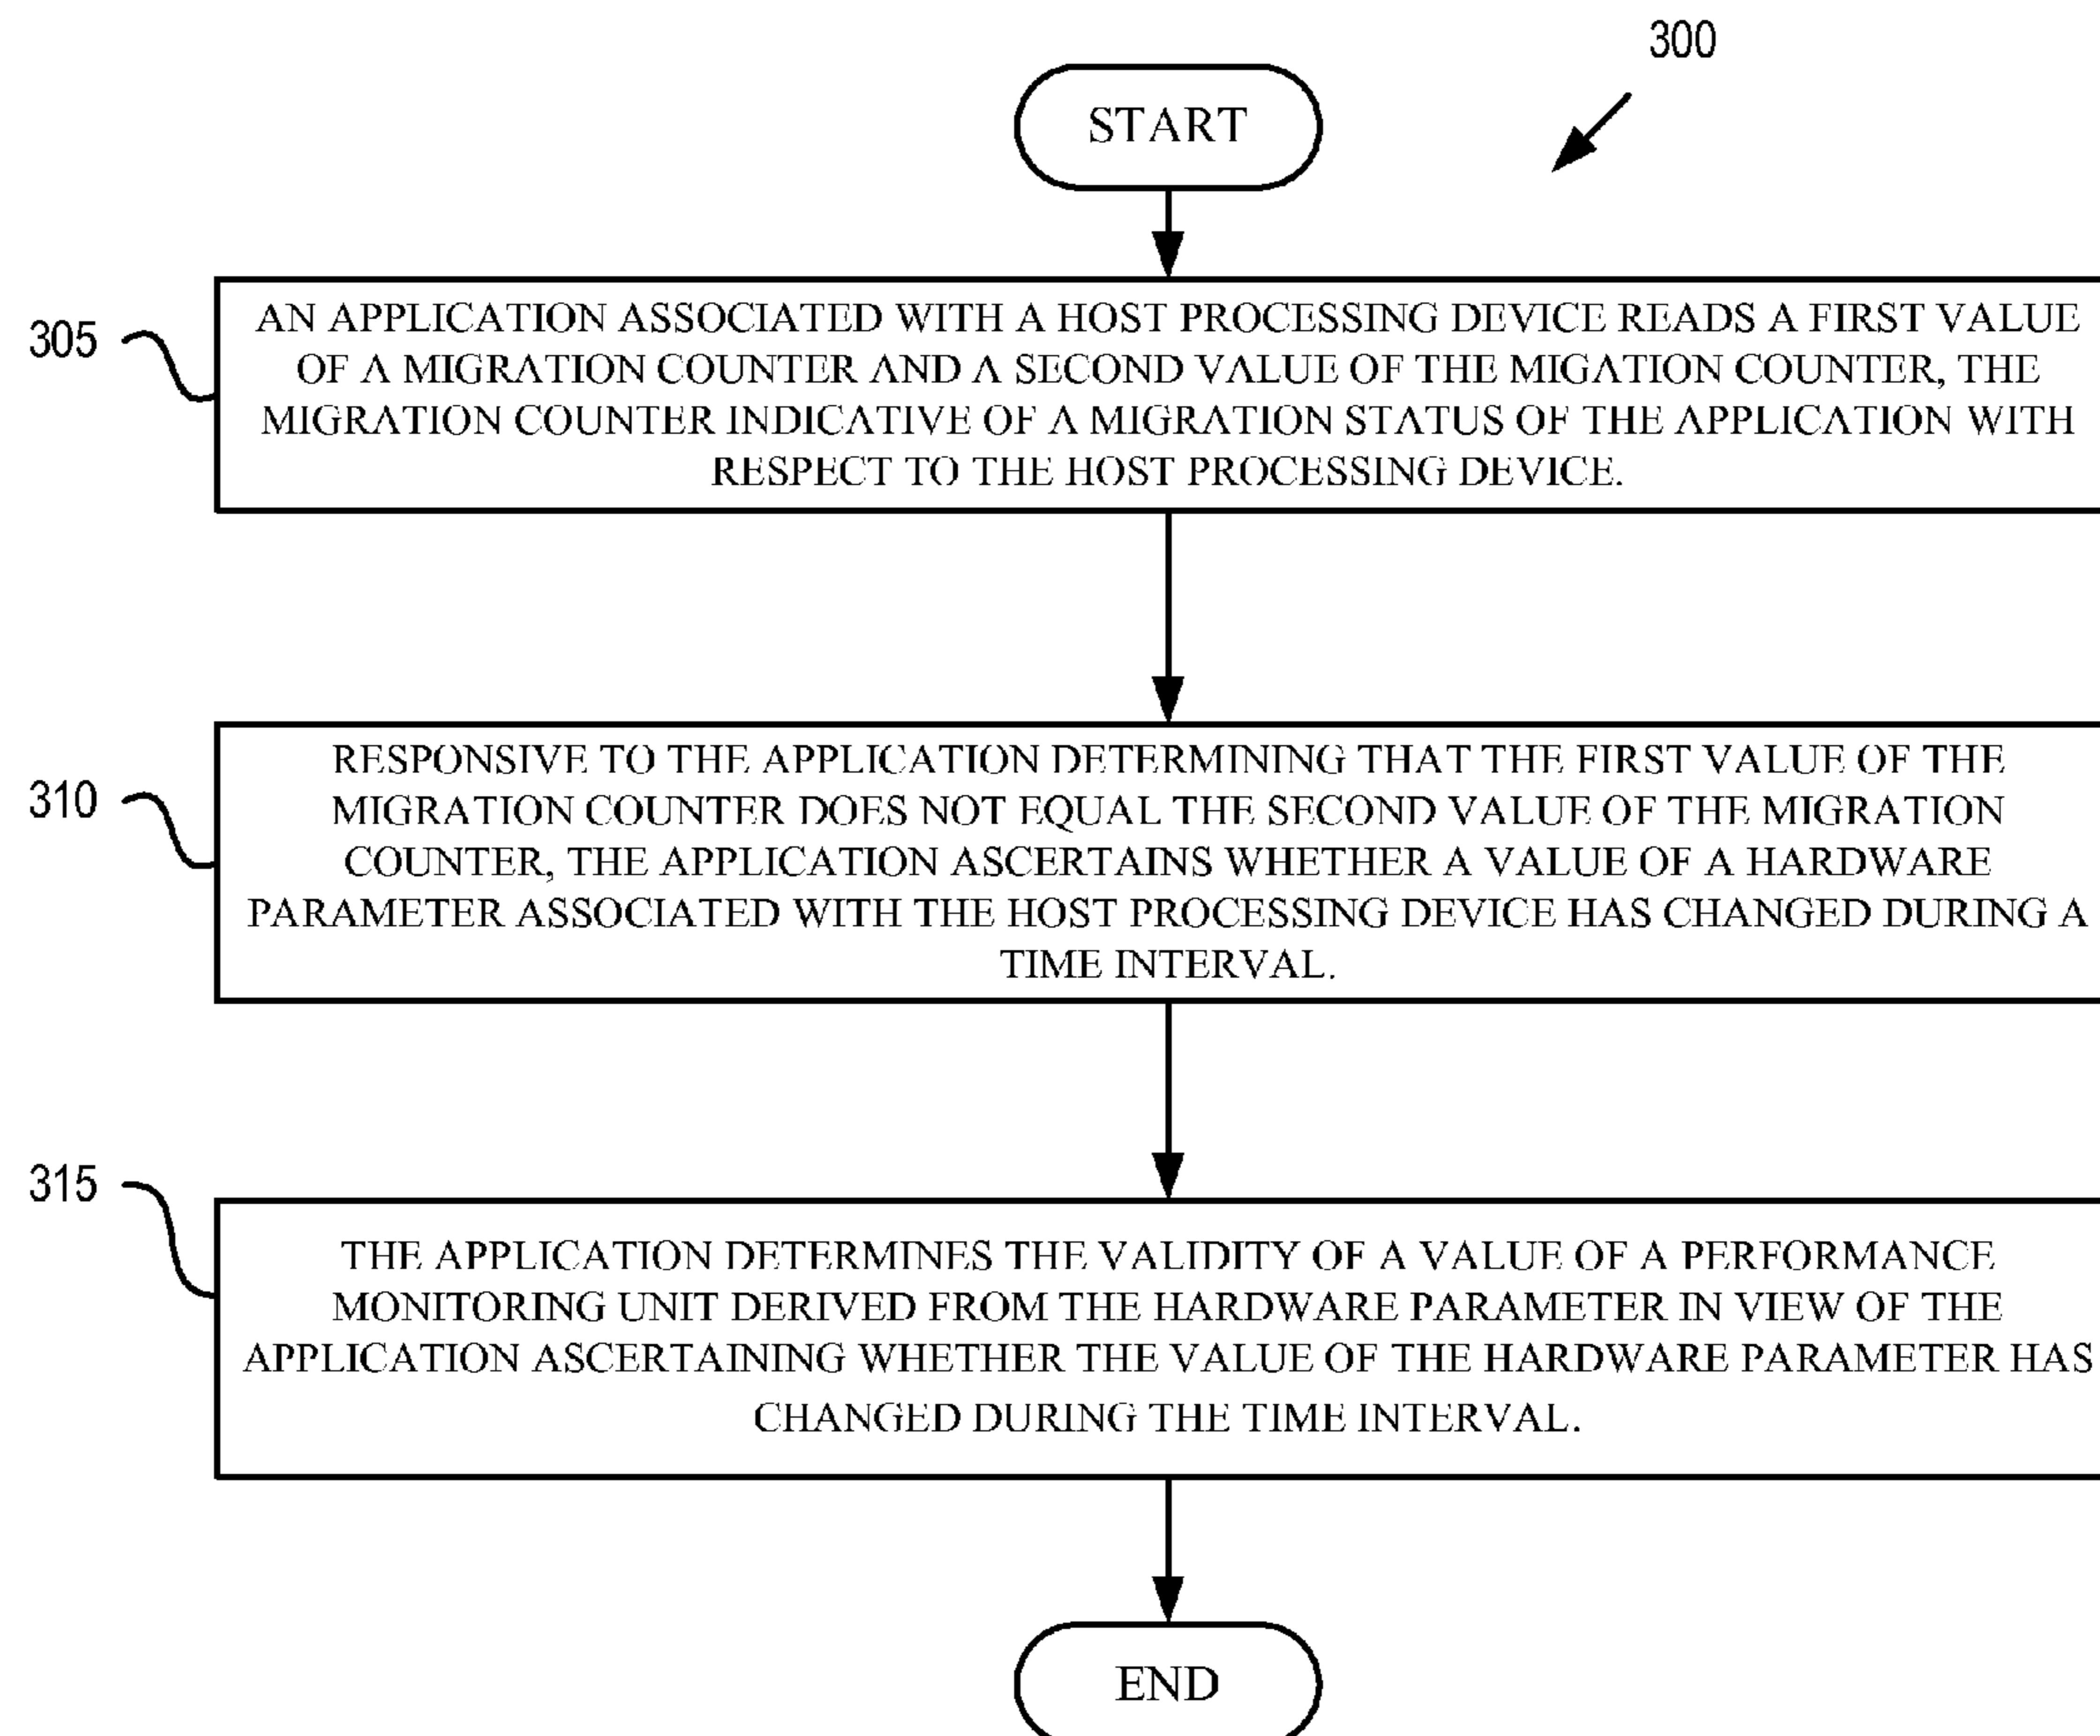 300
START
305
AN APPLICATION ASSOCIATED WITH A HOST PROCESSING DEVICE READS A FIRST VALUE
OF A MIGRATION COUNTER AND A SECOND VALUE OF THE MIGATION COUNTER, THE
MIGRATION COUNTER INDICATIVE OF A MIGRATION STATUS OF THE APPLICATION WITH
RESPECT TO THE HOST PROCESSING DEVICE.
310
RESPONSIVE TO THE APPLICATION DETERMINING THAT THE FIRST VALUE OF THE
MIGRATION COUNTER DOES NOT EQUAL THE SECOND VALUE OF THE MIGRATION
COUNTER, THE APPLICATION ASCERTAINS WHETHER A VALUE OF A HARDWARE
PARAMETER ASSOCIATED WITH THE HOST PROCESSING DEVICE HAS CHANGED DURING A
TIME INTERVAL.
315
THE APPLICATION DETERMINES THE VALIDITY OF A VALUE OF A PERFORMANCE
MONITORING UNIT DERIVED FROM THE HARDWARE PARAMETER IN VIEW OF THE
APPLICATION ASCERTAINING WHETHER THE VALUE OF THE HARDWARE PARAMETER HAS
CHANGED DURING THE TIME INTERVAL.
END